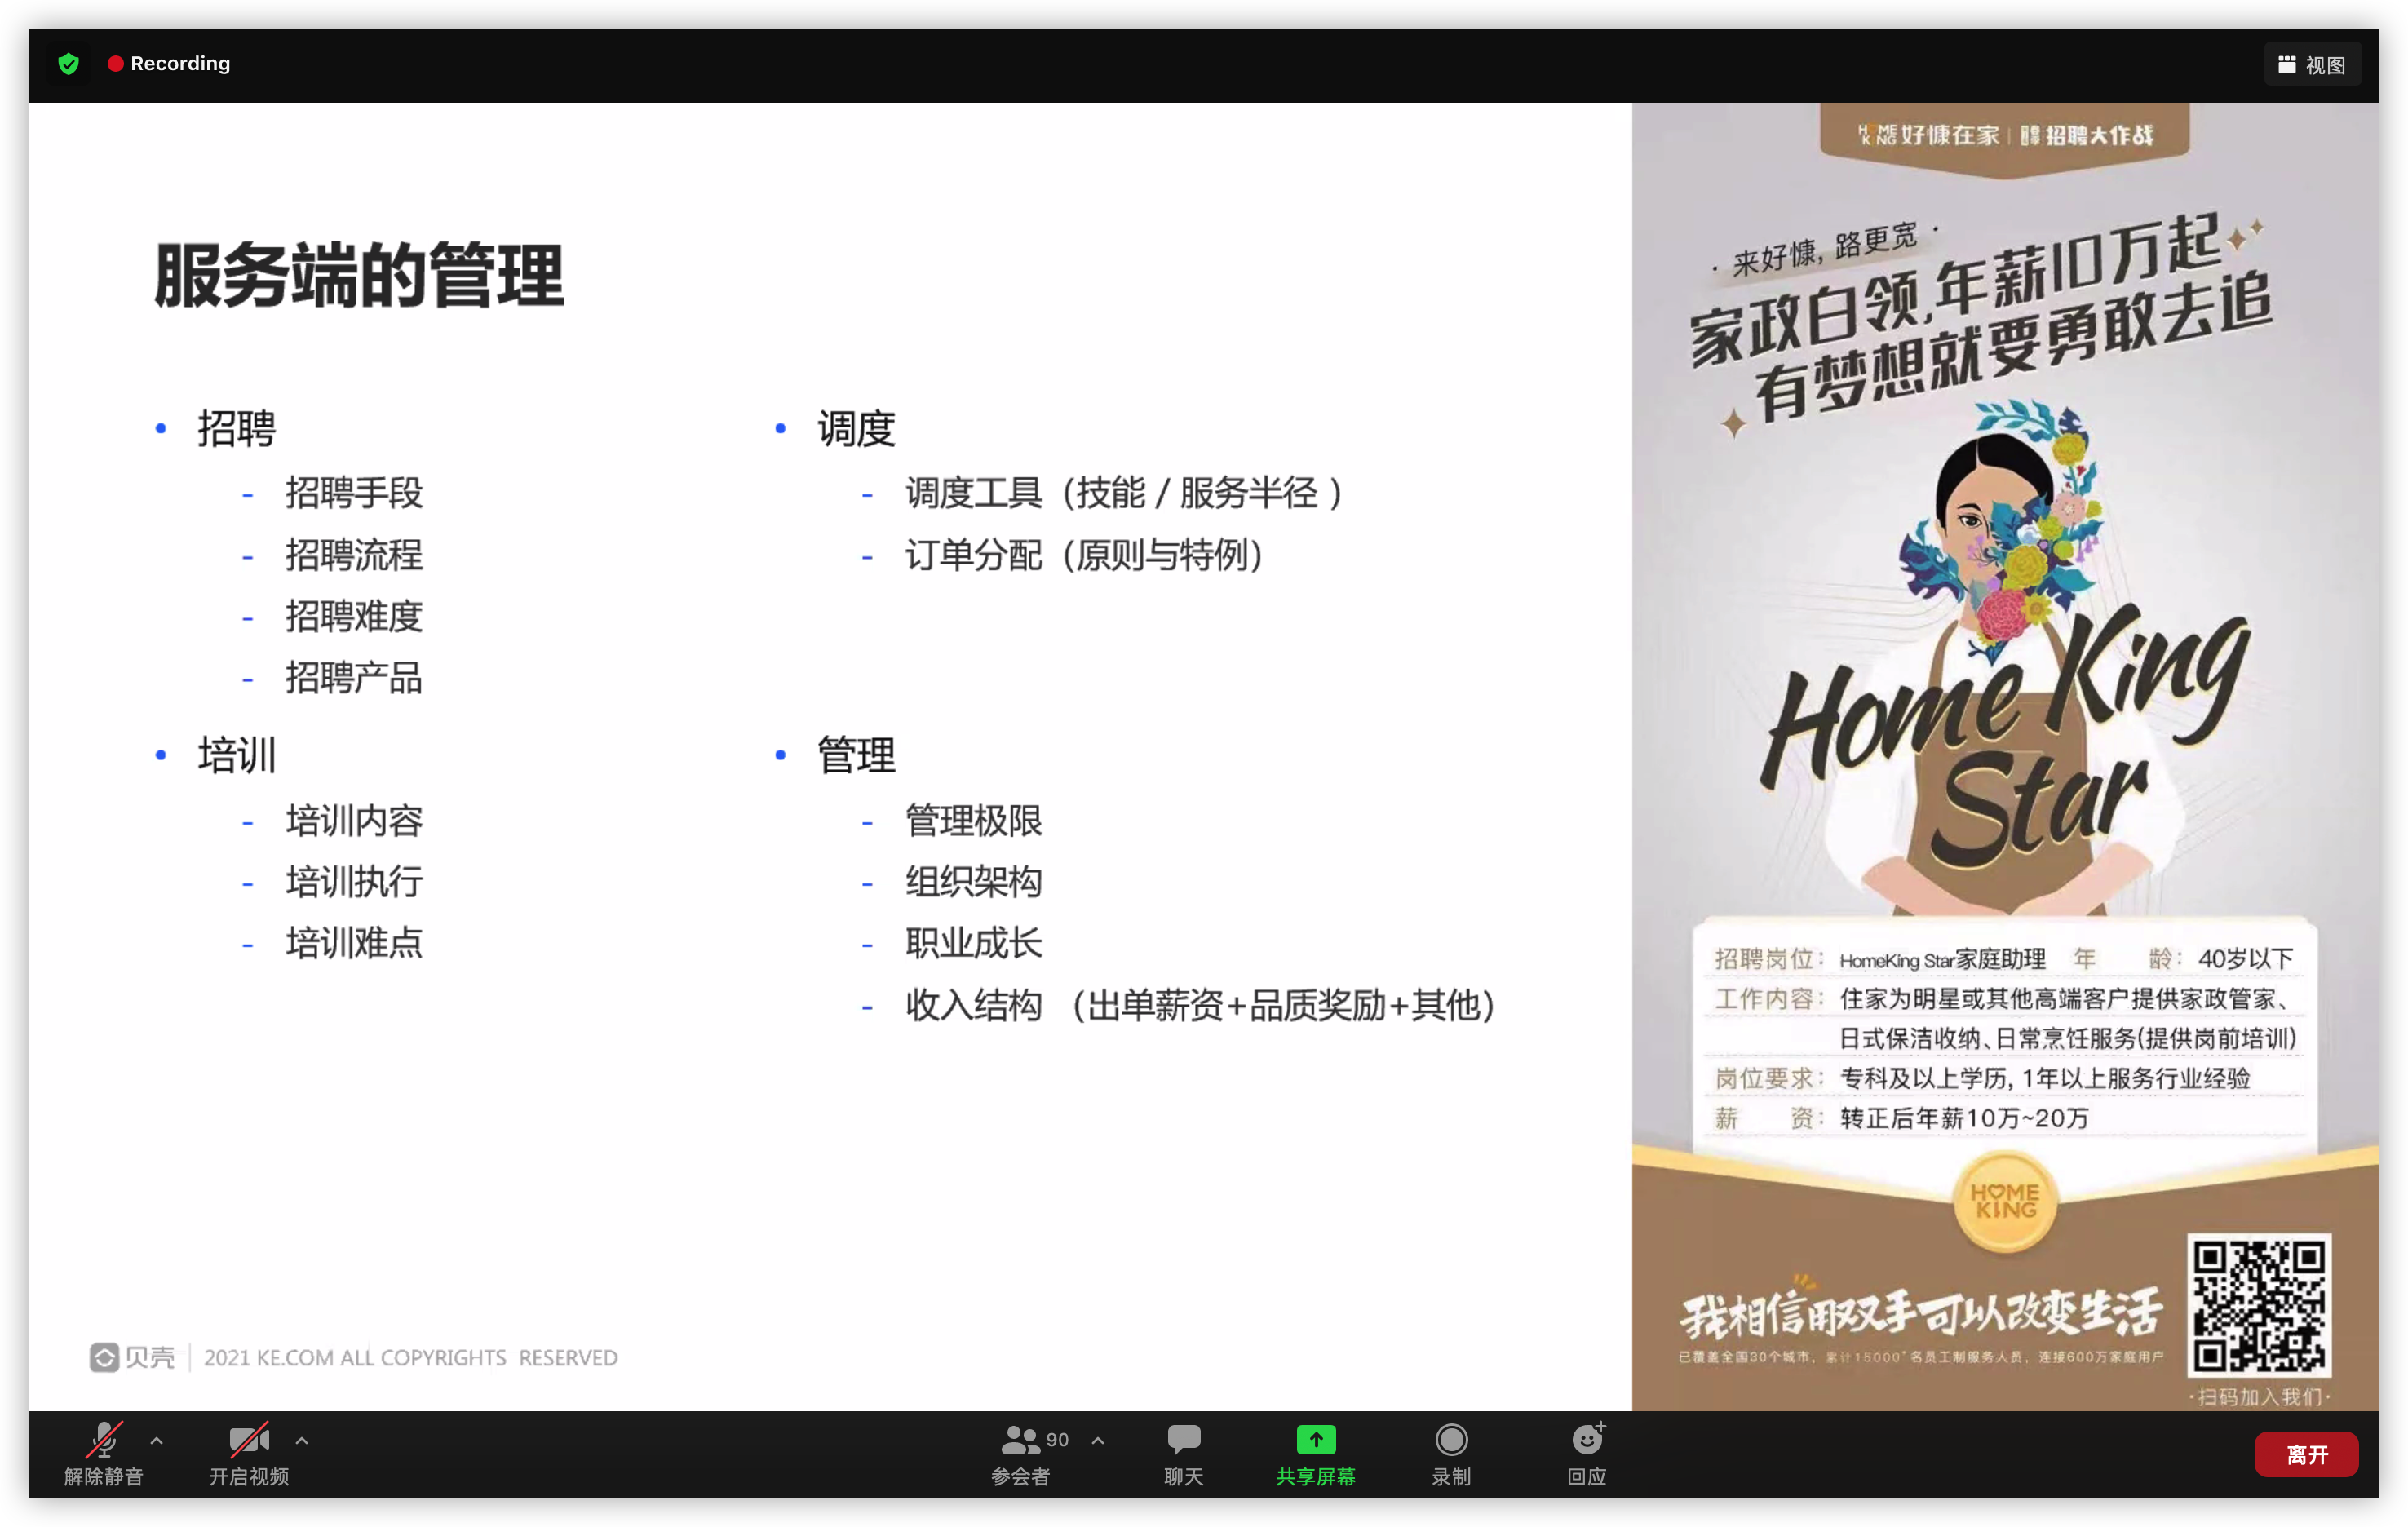 Recording
视图
服务端的管理
• 招聘
- 招聘手段
- 招聘流程
- 招聘难度
- 招聘产品
• 培训
- 培训内容
- 培训执行
- 培训难点
• 调度
- 调度工具（技能 / 服务半径 ）
- 订单分配（原则与特例）
• 管理
- 管理极限
- 组织架构
- 职业成长
- 收入结构 （出单薪资+品质奖励+其他）
贝壳 | 2021 KE.COM ALL COPYRIGHTS RESERVED
HOME KING 好慷在家 | 招聘大作战
· 来好慷，路更宽 ·
家政白领，年薪10万起
有梦想就要勇敢去追
Home King
Star
招聘岗位：HomeKing Star家庭助理 年 龄：40岁以下
工作内容：住家为明星或其他高端客户提供家政管家、
日式保洁收纳、日常烹饪服务(提供岗前培训)
岗位要求：专科及以上学历，1年以上服务行业经验
薪 资：转正后年薪10万~20万
HOME
KING
我相信用双手可以改变生活
已覆盖全国30个城市，累计15000+名员工制服务人员，连接600万家庭用户
·扫码加入我们·
解除静音
开启视频
90
参会者
聊天
共享屏幕
录制
回应
离开